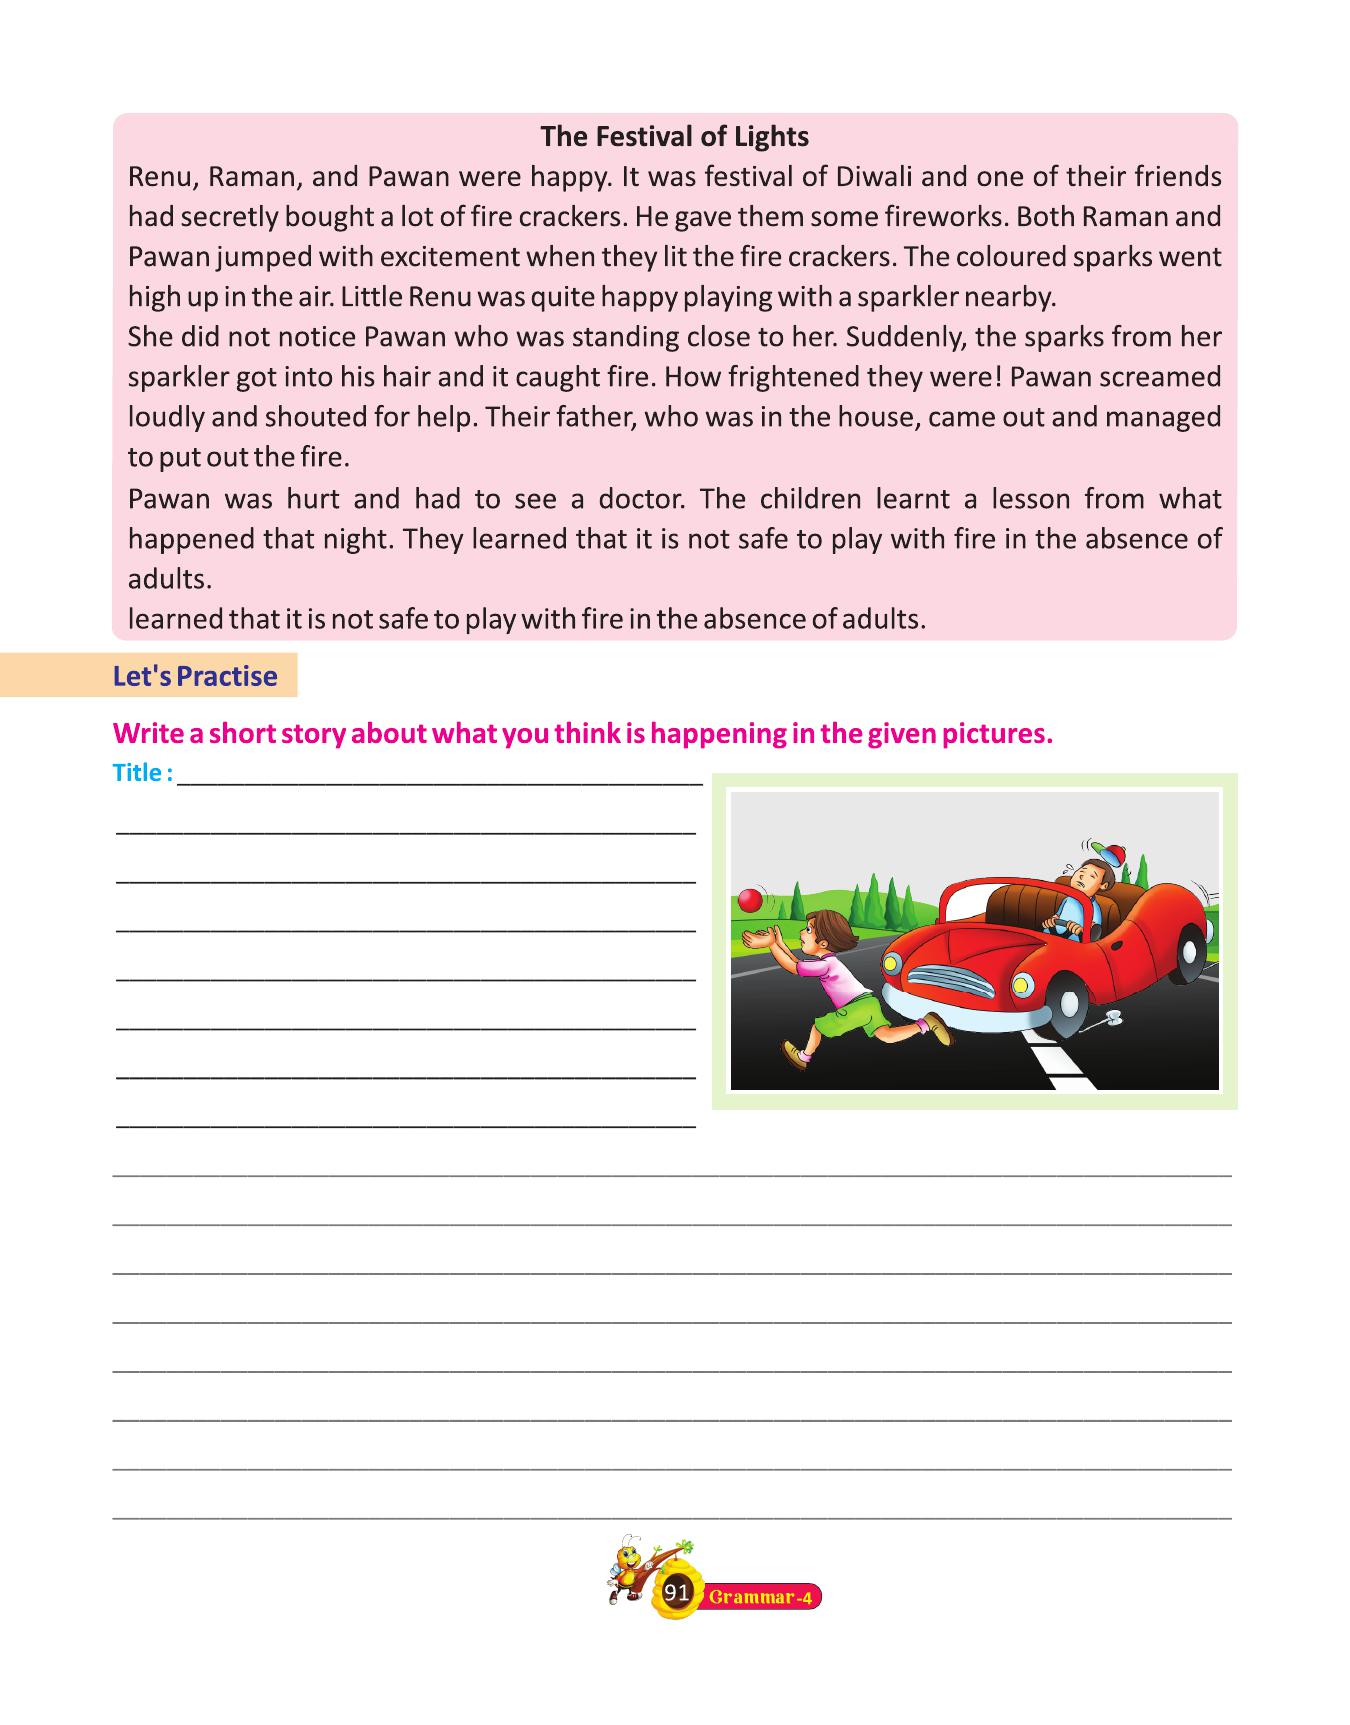 The Festival of Lights
Renu, Raman, and Pawan were happy. It was festival of Diwali and one of their friends
had secretly bought a lot of fire crackers. He gave them some fireworks. Both Raman and
Pawan jumped with excitement when they lit the fire crackers. The coloured sparks went
high up in the air. Little Renu was quite happy playing with a sparkler nearby.
She did not notice Pawan who was standing close to her. Suddenly, the sparks from her
sparkler got into his hair and it caught fire. How frightened they were! Pawan screamed
loudly and shouted for help. Their father, who was in the house, came out and managed
to put out the fire.
Pawan was hurt and had to see a doctor. The children learnt a lesson from what
happened that night. They learned that it is not safe to play with fire in the absence of
adults.
learned that it is not safe to play with fire in the absence of adults.
Let's Practise
Write a short story about what you think is happening in the given pictures.
Title :
91 Grammar-4